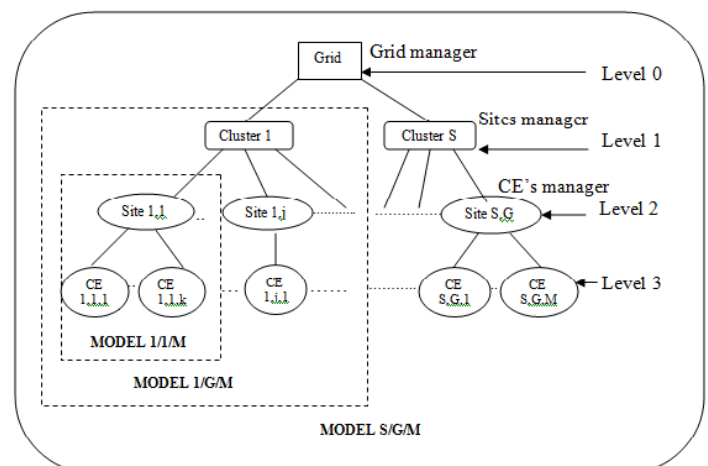 Grid
Grid manager
Level 0
Cluster 1
Cluster S
Sites manager
Level 1
CE's manager
Site 1,1
Site 1,j
Site S,G
Level 2
CE
1,1,1
CE
1,1,k
CE
1,j,1
CE
S,G,1
CE
S,G,M
Level 3
MODEL 1/1/M
MODEL 1/G/M
MODEL S/G/M